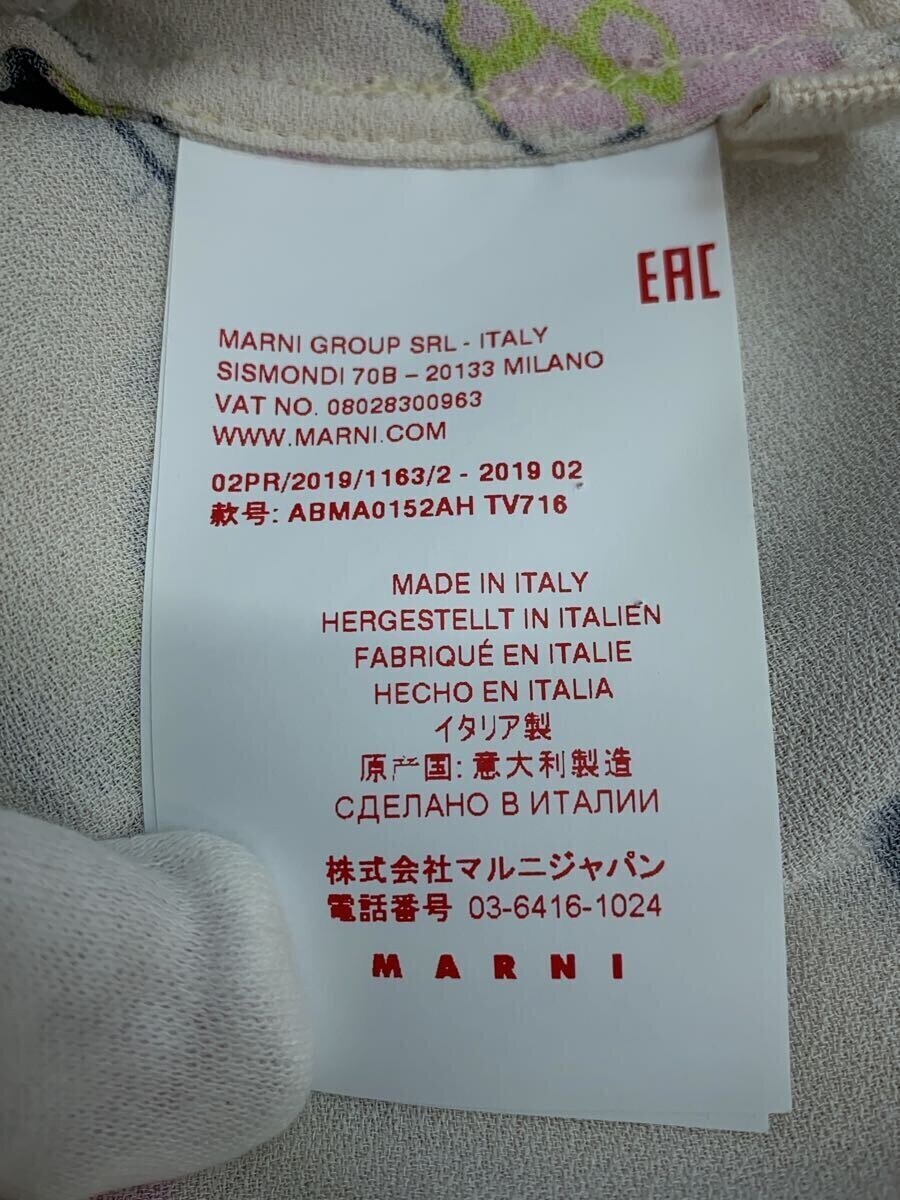 EAC
MARNI GROUP SRL - ITALY
SISMONDI 70B – 20133 MILANO
VAT NO. 08028300963
WWW.MARNI.COM
02PR/2019/1163/2 - 2019 02
款号: ABMA0152AH TV716
MADE IN ITALY
HERGESTELLT IN ITALIEN
FABRIQUÉ EN ITALIE
HECHO EN ITALIA
イタリア製
原产国: 意大利製造
СДЕЛАНО В ИТАЛИИ
株式会社マルニジャパン
電話番号 03-6416-1024
MARNI